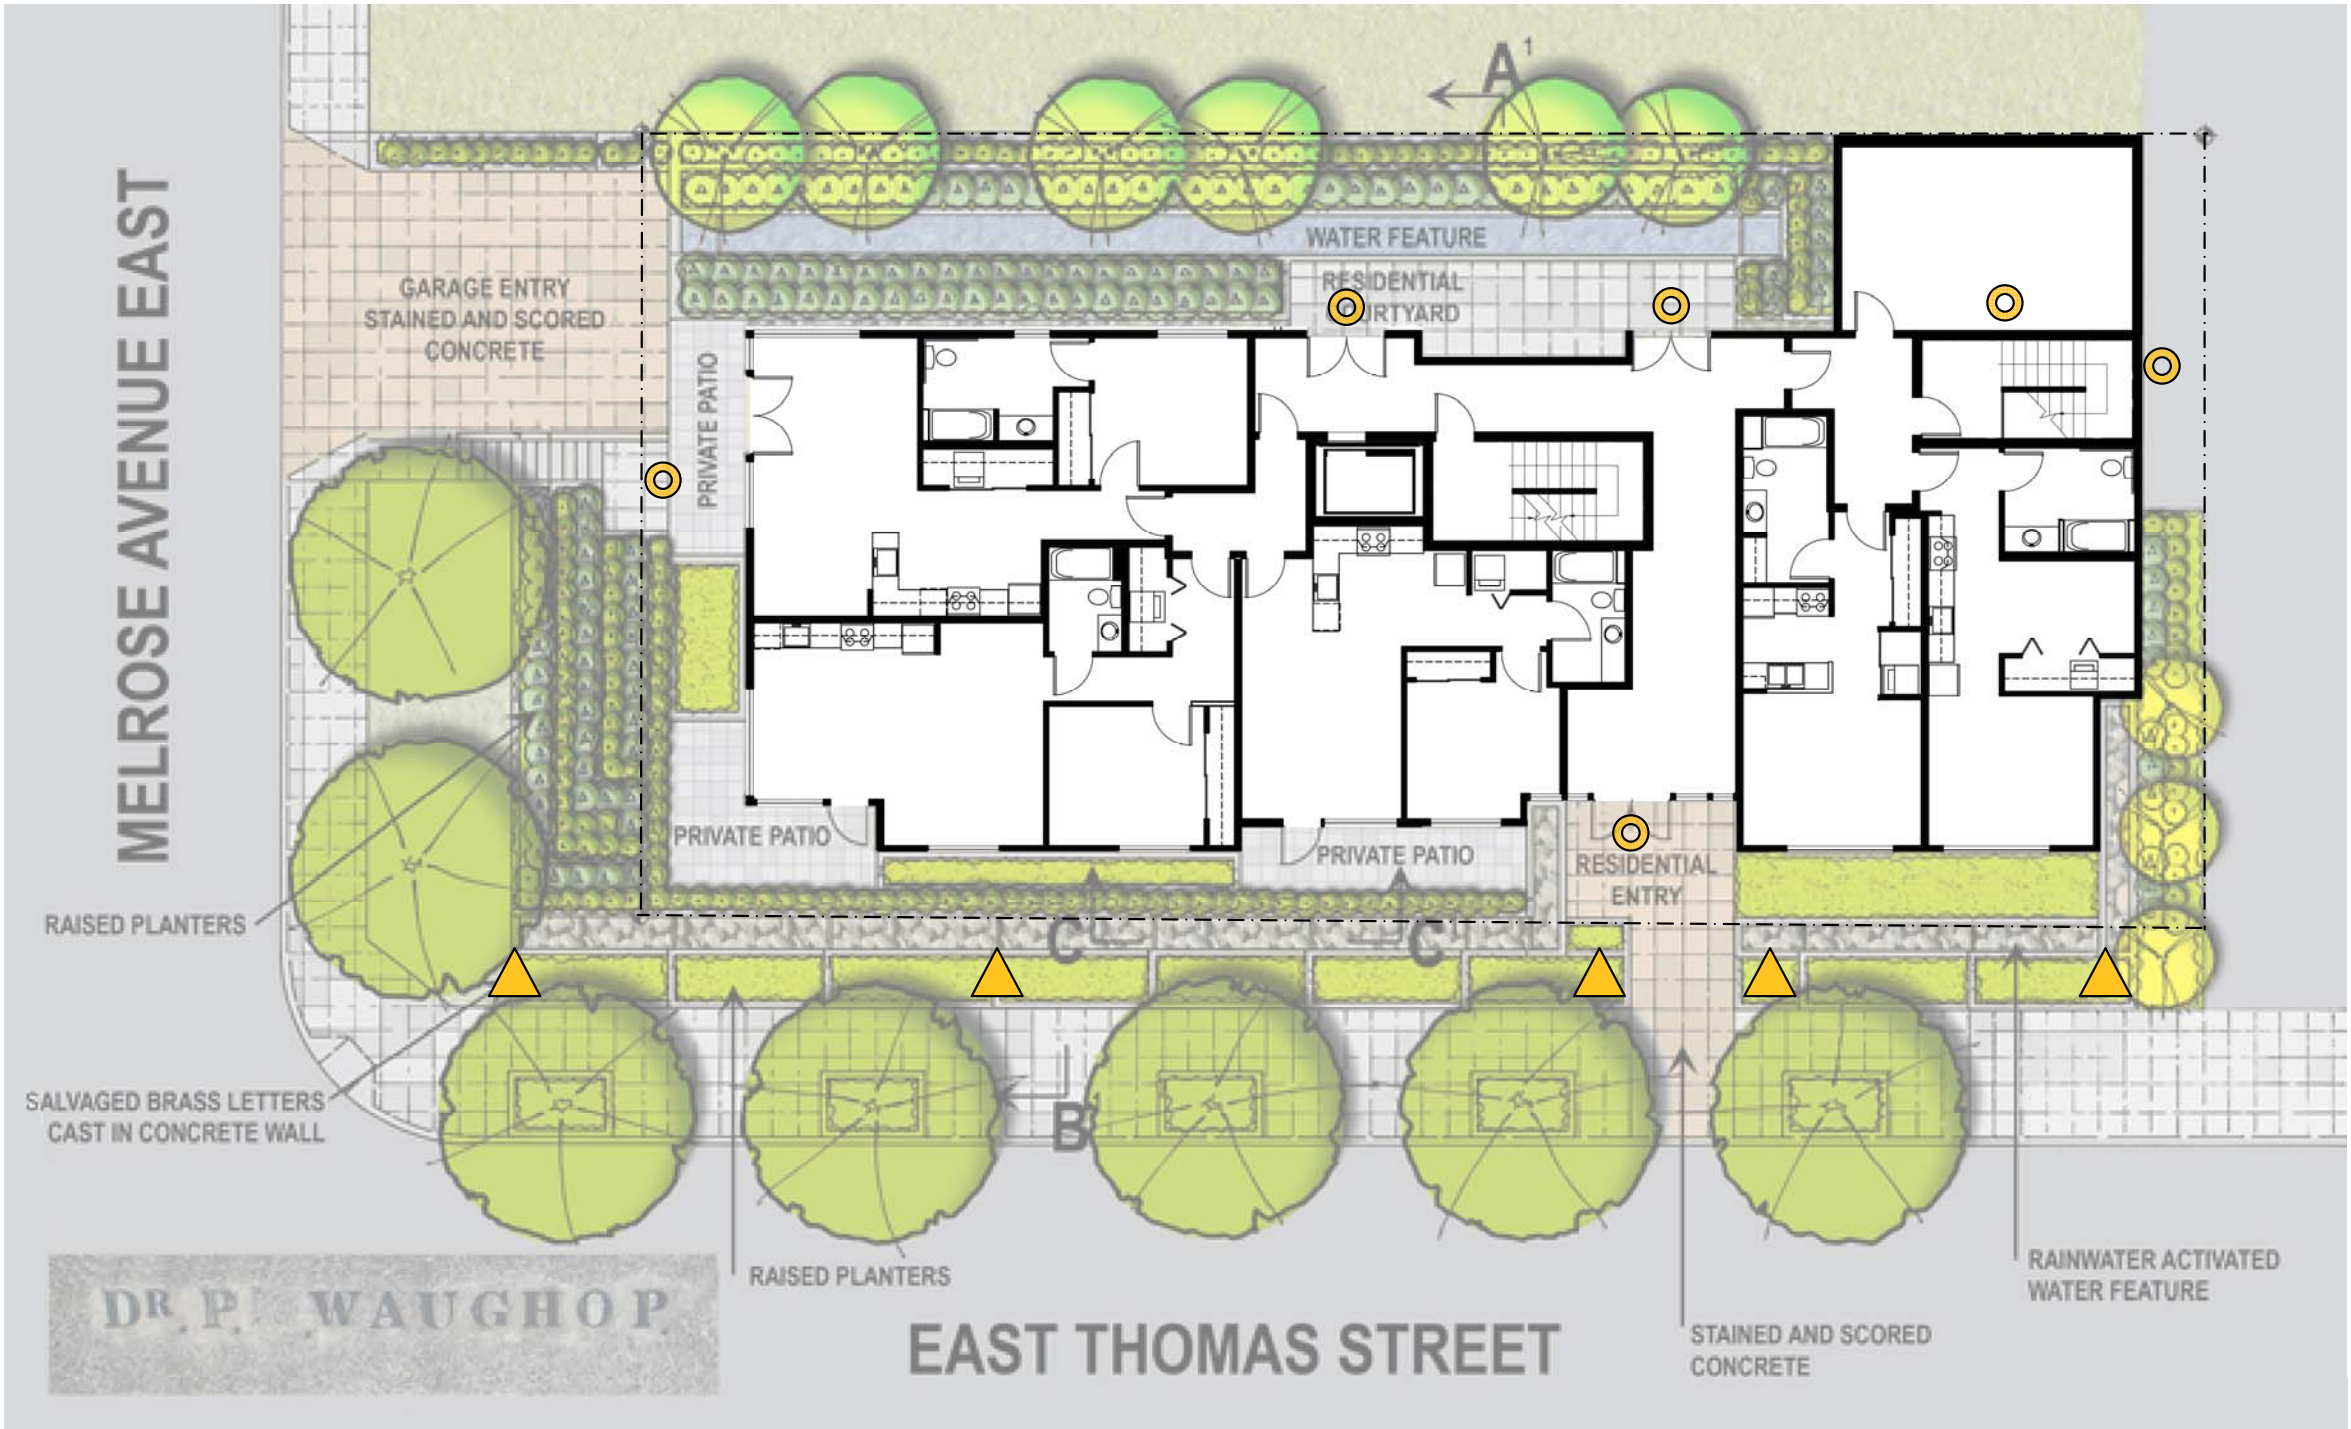 A¹
WATER FEATURE
RESIDENTIAL
COURTYARD
GARAGE ENTRY
STAINED AND SCORED
CONCRETE
PRIVATE PATIO
MELROSE AVENUE EAST
PRIVATE PATIO
PRIVATE PATIO
RESIDENTIAL
ENTRY
RAISED PLANTERS
C
C
SALVAGED BRASS LETTERS
CAST IN CONCRETE WALL
B
RAISED PLANTERS
RAINWATER ACTIVATED
WATER FEATURE
DR. P. WAUGHOP
EAST THOMAS STREET
STAINED AND SCORED
CONCRETE